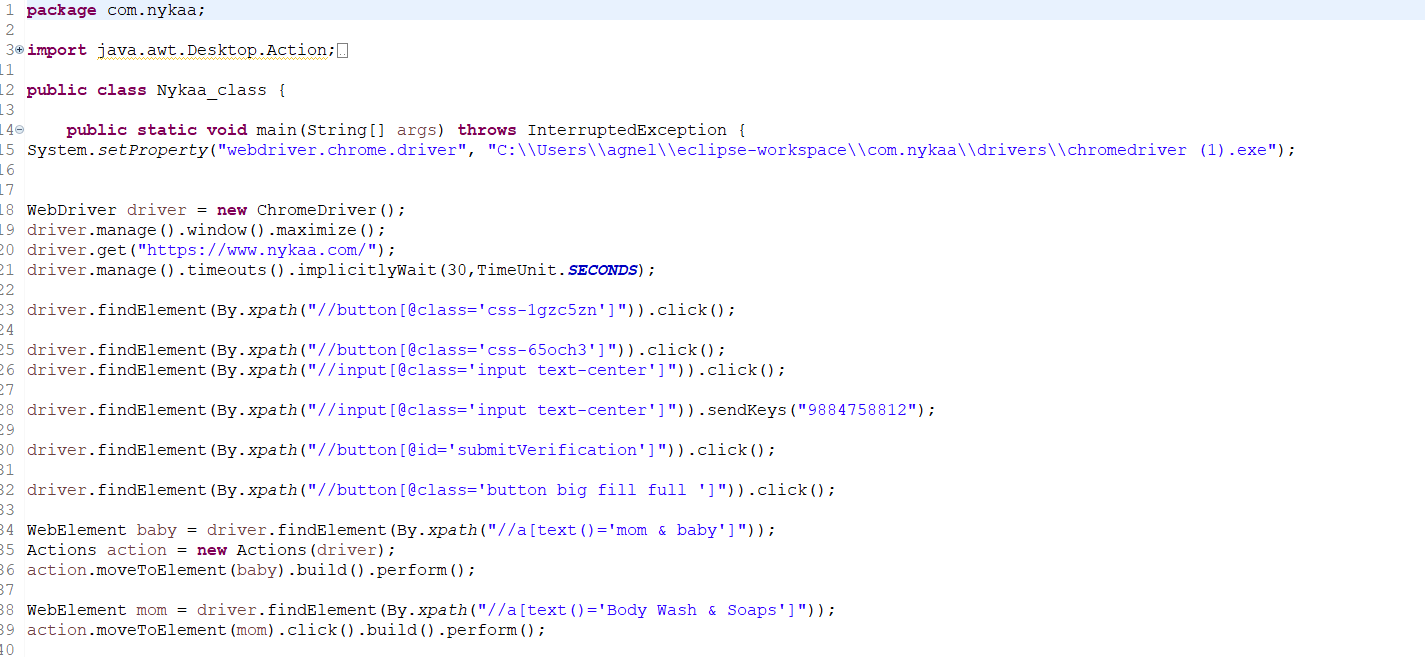 1 package com.nykaa;
2
3 import java.awt.Desktop.Action;
11
12 public class Nykaa_class {
13
14 public static void main(String[] args) throws InterruptedException {
15 System.setProperty("webdriver.chrome.driver", "C:\\Users\\agnel\\eclipse-workspace\\com.nykaa\\drivers\\chromedriver (1).exe");
16
17
18 WebDriver driver = new ChromeDriver();
19 driver.manage().window().maximize();
20 driver.get("https://www.nykaa.com/");
21 driver.manage().timeouts().implicitlyWait(30,TimeUnit.SECONDS);
22
23 driver.findElement(By.xpath("//button[@class='css-1gzc5zn']")).click();
24
25 driver.findElement(By.xpath("//button[@class='css-65och3']")).click();
26 driver.findElement(By.xpath("//input[@class='input text-center']")).click();
27
28 driver.findElement(By.xpath("//input[@class='input text-center']")).sendKeys("9884758812");
29
30 driver.findElement(By.xpath("//button[@id='submitVerification']")).click();
31
32 driver.findElement(By.xpath("//button[@class='button big fill full ']")).click();
33
34 WebElement baby = driver.findElement(By.xpath("//a[text()='mom & baby']"));
35 Actions action = new Actions(driver);
36 action.moveToElement(baby).build().perform();
37
38 WebElement mom = driver.findElement(By.xpath("//a[text()='Body Wash & Soaps']"));
39 action.moveToElement(mom).click().build().perform();
40